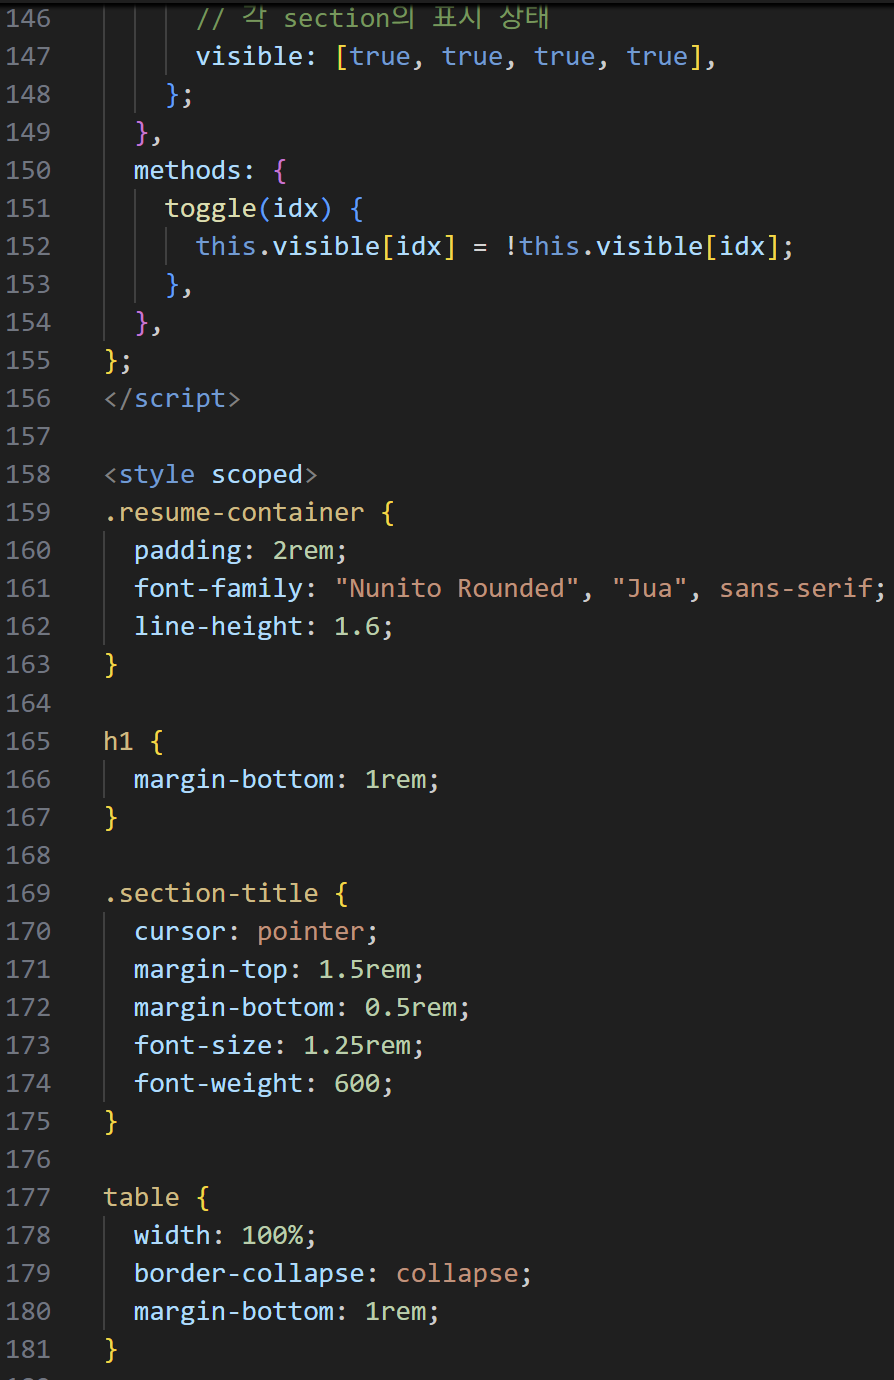 146 // 각 section의 표시 상태
147 visible: [true, true, true, true],
148 };
149 },
150 methods: {
151 toggle(idx) {
152 this.visible[idx] = !this.visible[idx];
153 },
154 },
155 };
156 </script>
157
158 <style scoped>
159 .resume-container {
160 padding: 2rem;
161 font-family: "Nunito Rounded", "Jua", sans-serif;
162 line-height: 1.6;
163 }
164
165 h1 {
166 margin-bottom: 1rem;
167 }
168
169 .section-title {
170 cursor: pointer;
171 margin-top: 1.5rem;
172 margin-bottom: 0.5rem;
173 font-size: 1.25rem;
174 font-weight: 600;
175 }
176
177 table {
178 width: 100%;
179 border-collapse: collapse;
180 margin-bottom: 1rem;
181 }